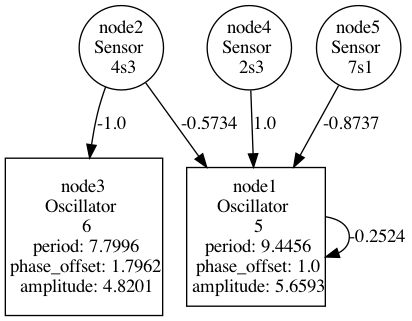 node2
Sensor
4s3
node4
Sensor
2s3
node5
Sensor
7s1
-1.0
-0.5734
1.0
-0.8737
node3
Oscillator
6
period: 7.7996
phase_offset: 1.7962
amplitude: 4.8201
node1
Oscillator
5
period: 9.4456
phase_offset: 1.0
amplitude: 5.6593
-0.2524